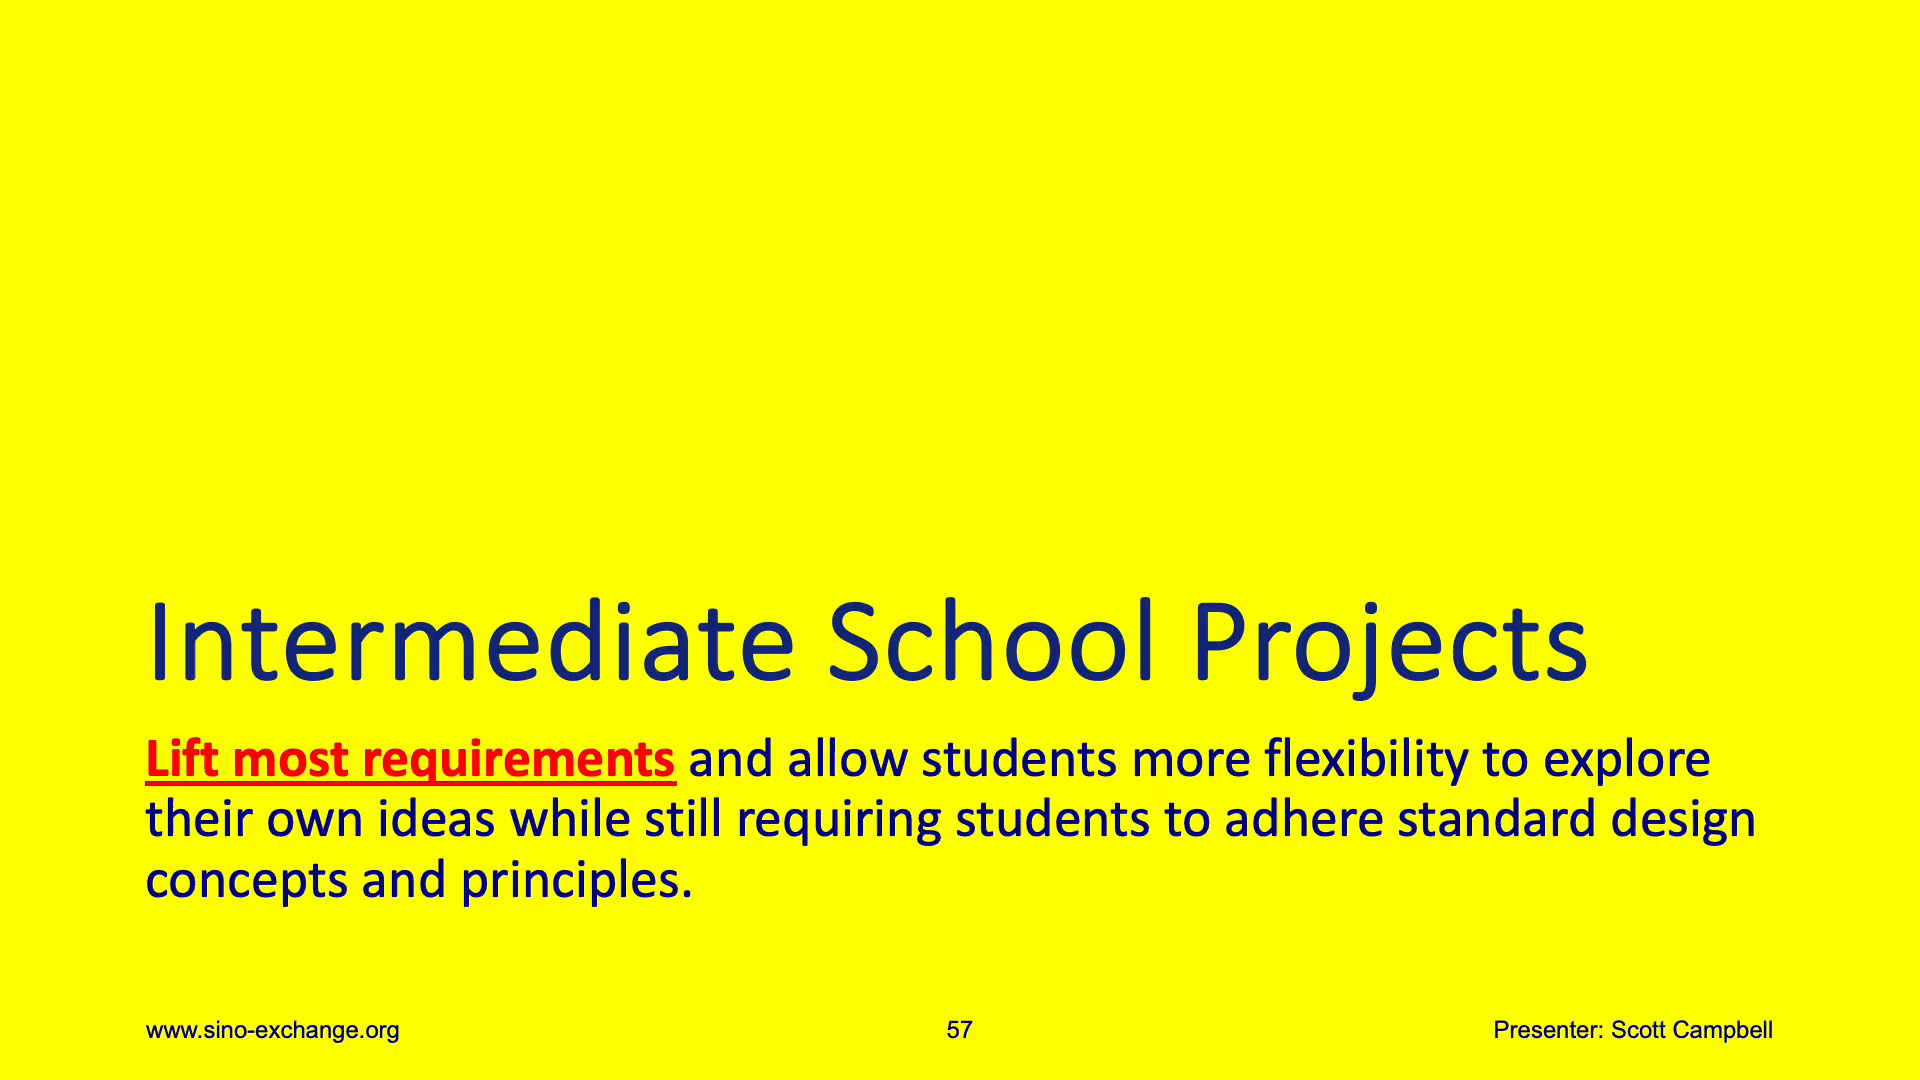 Intermediate School Projects
Lift most requirements and allow students more flexibility to explore
their own ideas while still requiring students to adhere standard design
concepts and principles.
www.sino-exchange.org
57
Presenter: Scott Campbell